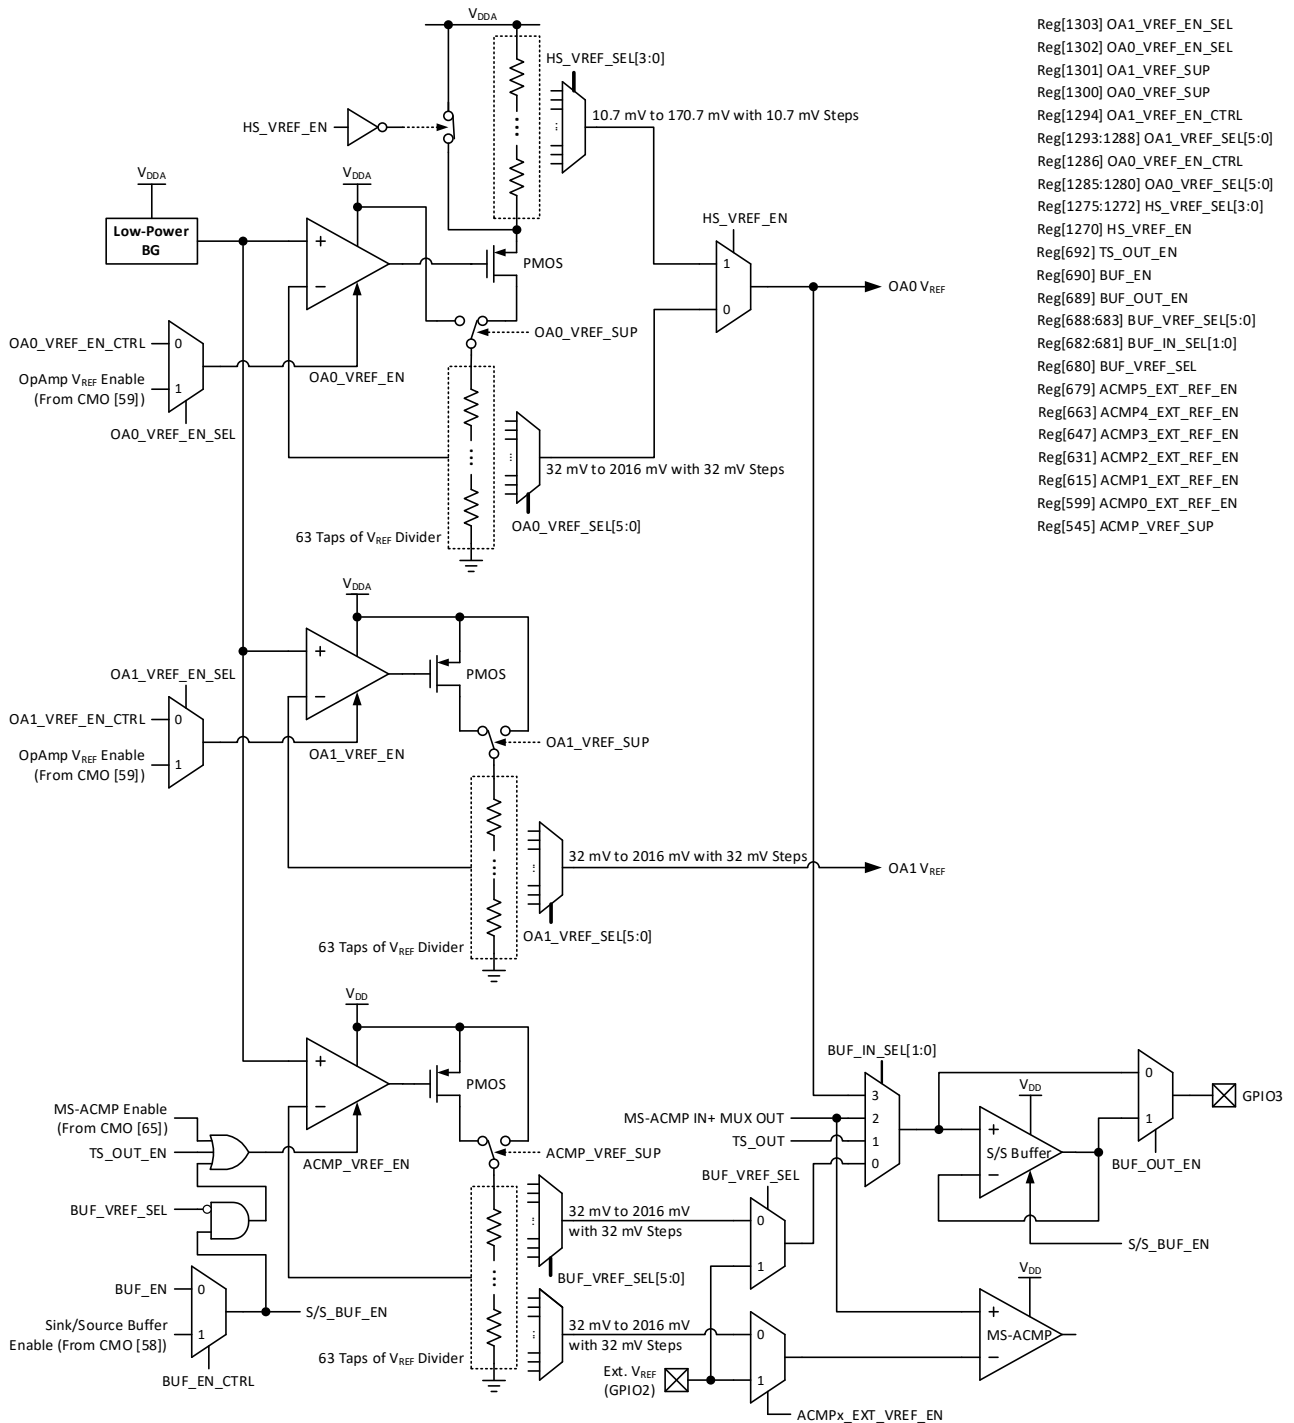 VDDA
HS_VREF_SEL[3:0]
10.7 mV to 170.7 mV with 10.7 mV Steps
HS_VREF_EN
...
VDDA
VDDA
Low-Power
BG
+
−
PMOS
HS_VREF_EN
1
0
OA0 VREF
OA0_VREF_SUP
OA0_VREF_EN_CTRL
0
OpAmp VREF Enable
(From CMO [59])
1
OA0_VREF_EN
OA0_VREF_EN_SEL
32 mV to 2016 mV with 32 mV Steps
OA0_VREF_SEL[5:0]
63 Taps of VREF Divider
Reg[1303] OA1_VREF_EN_SEL
Reg[1302] OA0_VREF_EN_SEL
Reg[1301] OA1_VREF_SUP
Reg[1300] OA0_VREF_SUP
Reg[1294] OA1_VREF_EN_CTRL
Reg[1293:1288] OA1_VREF_SEL[5:0]
Reg[1286] OA0_VREF_EN_CTRL
Reg[1285:1280] OA0_VREF_SEL[5:0]
Reg[1275:1272] HS_VREF_SEL[3:0]
Reg[1270] HS_VREF_EN
Reg[692] TS_OUT_EN
Reg[690] BUF_EN
Reg[689] BUF_OUT_EN
Reg[688:683] BUF_VREF_SEL[5:0]
Reg[682:681] BUF_IN_SEL[1:0]
Reg[680] BUF_VREF_SEL
Reg[679] ACMP5_EXT_REF_EN
Reg[663] ACMP4_EXT_REF_EN
Reg[647] ACMP3_EXT_REF_EN
Reg[631] ACMP2_EXT_REF_EN
Reg[615] ACMP1_EXT_REF_EN
Reg[599] ACMP0_EXT_REF_EN
Reg[545] ACMP_VREF_SUP
VDDA
+
−
PMOS
OA1_VREF_EN_SEL
OA1_VREF_EN_CTRL
0
OpAmp VREF Enable
(From CMO [59])
1
OA1_VREF_EN
OA1_VREF_SUP
32 mV to 2016 mV with 32 mV Steps
OA1 VREF
OA1_VREF_SEL[5:0]
63 Taps of VREF Divider
VDD
+
−
PMOS
MS-ACMP Enable
(From CMO [65])
TS_OUT_EN
ACMP_VREF_EN
ACMP_VREF_SUP
BUF_VREF_SEL
BUF_EN
0
S/S_BUF_EN
Sink/Source Buffer
Enable (From CMO [58])
1
BUF_EN_CTRL
32 mV to 2016 mV
with 32 mV Steps
BUF_VREF_SEL[5:0]
32 mV to 2016 mV
with 32 mV Steps
63 Taps of VREF Divider
BUF_IN_SEL[1:0]
3
MS-ACMP IN+ MUX OUT
2
TS_OUT
1
0
BUF_VREF_SEL
0
1
Ext. VREF
(GPIO2)
0
1
ACMPx_EXT_VREF_EN
VDD
+
S/S Buffer
−
S/S_BUF_EN
0
1
BUF_OUT_EN
GPIO3
VDD
+
MS-ACMP
−